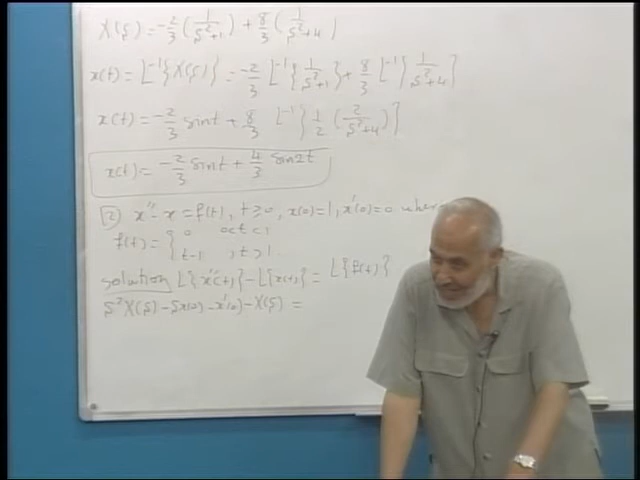 X(s) = -2/3 (1/s²+1) + 8/3 (1/s²+4)
x(t) = L⁻¹{X(s)} = -2/3 L⁻¹{1/s²+1} + 8/3 L⁻¹{1/s²+4}
x(t) = -2/3 sint + 8/3 L⁻¹{1/2 (2/s²+4)}
x(t) = -2/3 sint + 4/3 sin2t
[2] x'' - x = f(t), t ≥ 0, x(0) = 1, x'(0) = 0 where
f(t) = { 0 0<t<1
t-1 , t>1
solution L{x''(t)} - L{x(t)} = L{f(t)}
s²X(s) - sx(0) - x'(0) - X(s) =